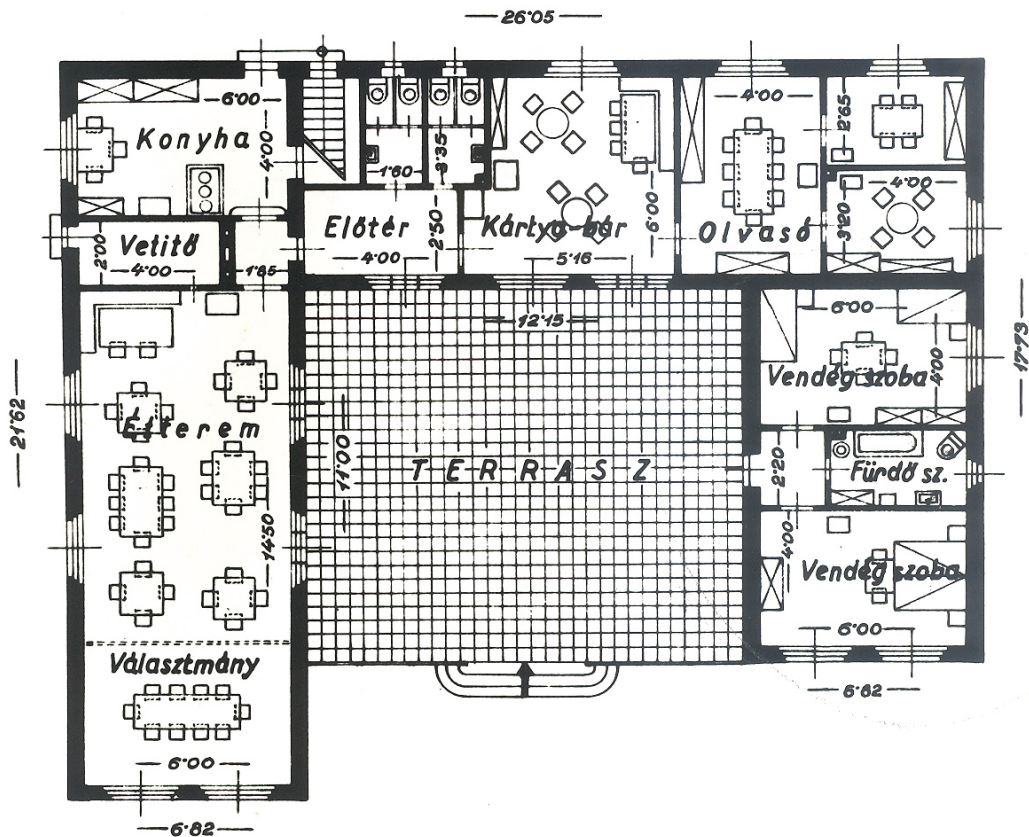 26·05
6·00
Konyha
4·00
1·60
3·35
4·00
2·65
4·00
3·20
Előtér
2·50
4·00
Kártya-bár
6·00
5·16
Olvasó
Vetitő
2·00
4·00
1·85
12·15
6·00
4·00
Vendég szoba
17·73
21·62
Étterem
11·00
TERRASZ
2·20
Fürdő sz.
14·50
4·00
Vendég szoba
6·00
6·62
Választmány
6·00
6·82